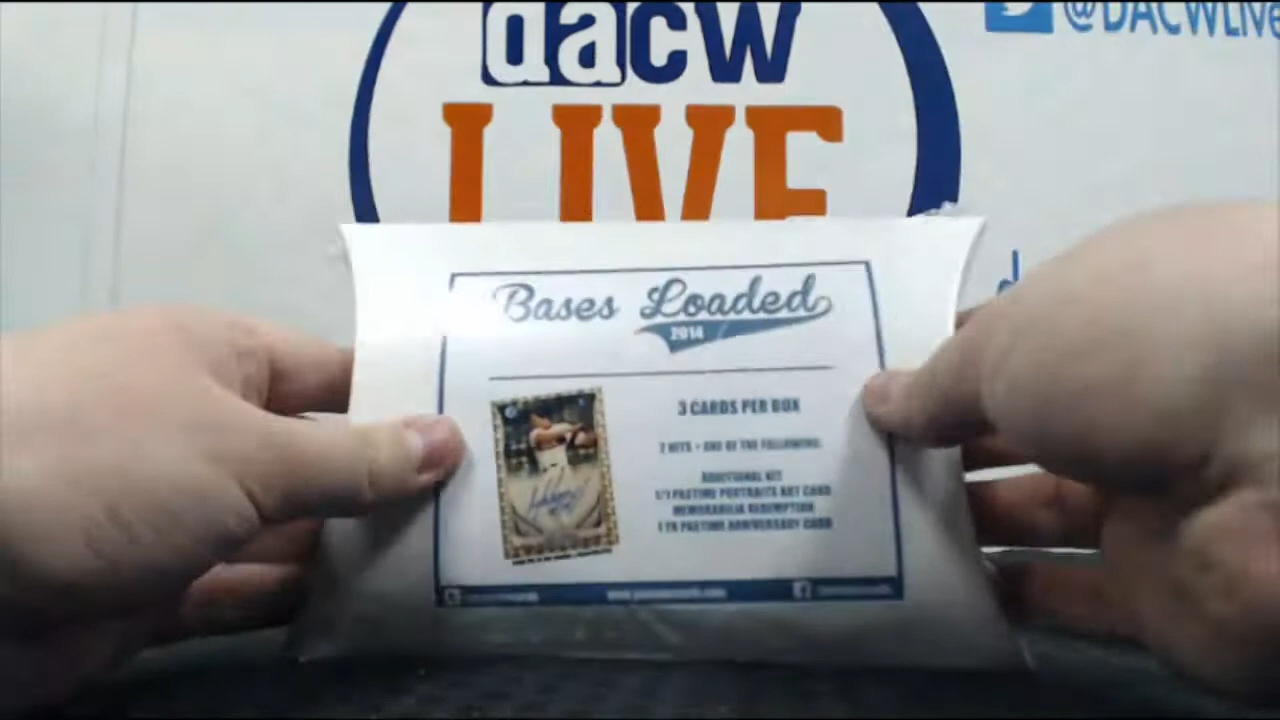 dacw
@DACWLive
LIVE
Bases Loaded
2014
3 CARDS PER BOX
2 HITS + ONE OF THE FOLLOWING:
ADDITIONAL HIT
1/1 PASTIME PORTRAITS ART CARD
MEMORABILIA REDEMPTION
1 YR PASTIME ANNIVERSARY CARD